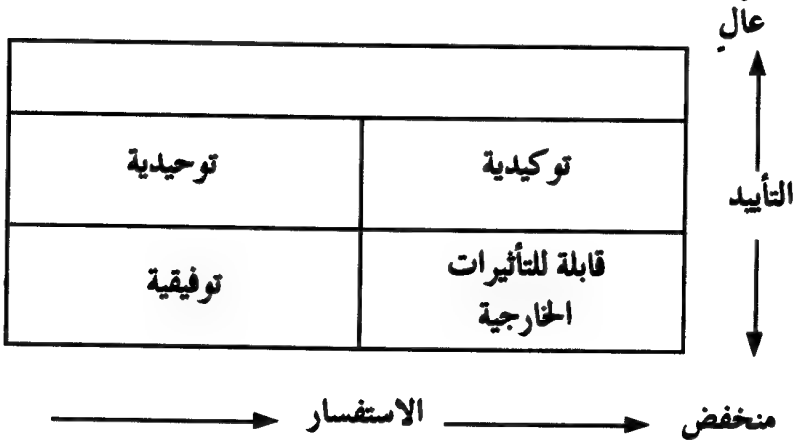 عالٍ
توكيدية
توحيدية
التأييد
قابلة للتأثيرات
الخارجية
توفيقية
منخفض
الاستفسار